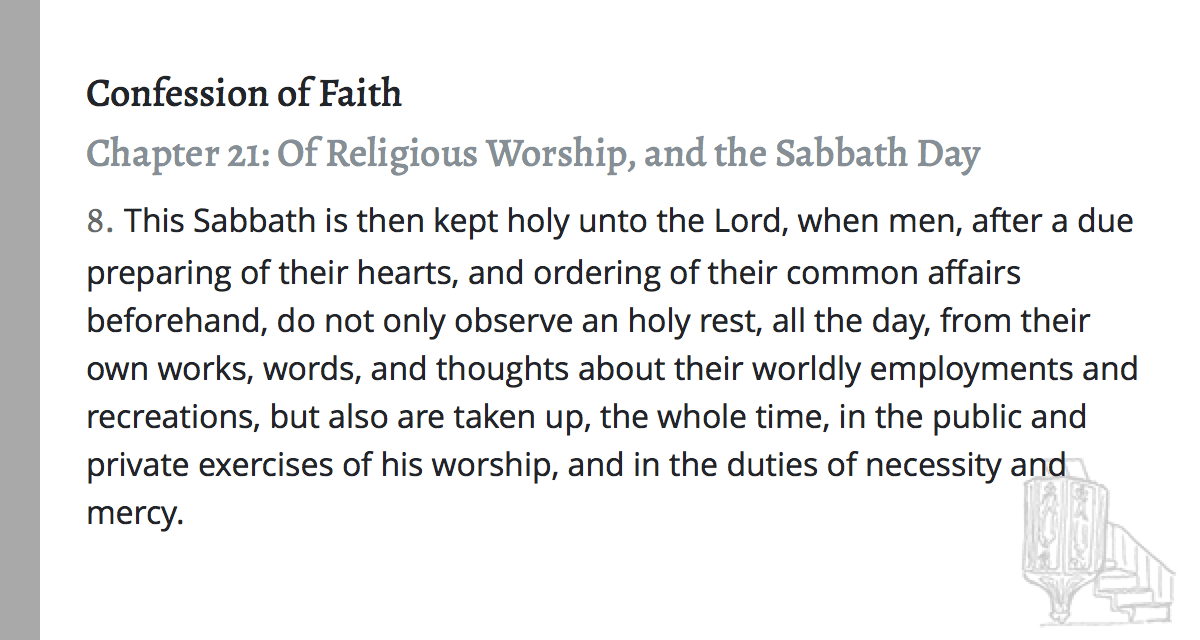 Confession of Faith
Chapter 21: Of Religious Worship, and the Sabbath Day
8. This Sabbath is then kept holy unto the Lord, when men, after a due
preparing of their hearts, and ordering of their common affairs
beforehand, do not only observe an holy rest, all the day, from their
own works, words, and thoughts about their worldly employments and
recreations, but also are taken up, the whole time, in the public and
private exercises of his worship, and in the duties of necessity and
mercy.